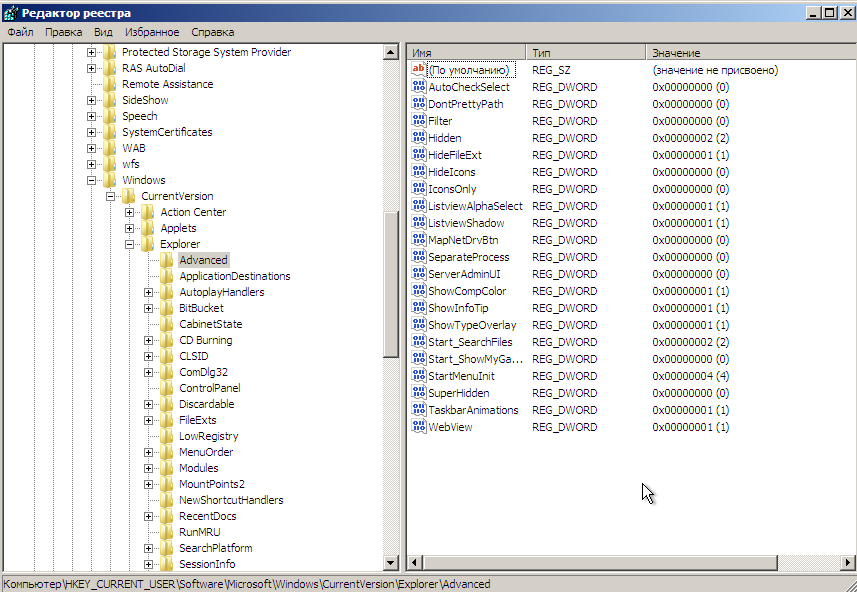 Редактор реестра
Файл Правка Вид Избранное Справка
Protected Storage System Provider
RAS AutoDial
Remote Assistance
SideShow
Speech
SystemCertificates
WAB
wfs
Windows
CurrentVersion
Action Center
Applets
Explorer
Advanced
ApplicationDestinations
AutoplayHandlers
BitBucket
CabinetState
CD Burning
CLSID
ComDlg32
ControlPanel
Discardable
FileExts
LowRegistry
MenuOrder
Modules
MountPoints2
NewShortcutHandlers
RecentDocs
RunMRU
SearchPlatform
SessionInfo
Имя Тип Значение
(По умолчанию) REG_SZ (значение не присвоено)
AutoCheckSelect REG_DWORD 0x00000000 (0)
DontPrettyPath REG_DWORD 0x00000000 (0)
Filter REG_DWORD 0x00000000 (0)
Hidden REG_DWORD 0x00000002 (2)
HideFileExt REG_DWORD 0x00000001 (1)
HideIcons REG_DWORD 0x00000000 (0)
IconsOnly REG_DWORD 0x00000000 (0)
ListviewAlphaSelect REG_DWORD 0x00000001 (1)
ListviewShadow REG_DWORD 0x00000001 (1)
MapNetDrvBtn REG_DWORD 0x00000000 (0)
SeparateProcess REG_DWORD 0x00000000 (0)
ServerAdminUI REG_DWORD 0x00000000 (0)
ShowCompColor REG_DWORD 0x00000001 (1)
ShowInfoTip REG_DWORD 0x00000001 (1)
ShowTypeOverlay REG_DWORD 0x00000001 (1)
Start_SearchFiles REG_DWORD 0x00000002 (2)
Start_ShowMyGa... REG_DWORD 0x00000000 (0)
StartMenuInit REG_DWORD 0x00000004 (4)
SuperHidden REG_DWORD 0x00000000 (0)
TaskbarAnimations REG_DWORD 0x00000001 (1)
WebView REG_DWORD 0x00000001 (1)
Компьютер\HKEY_CURRENT_USER\Software\Microsoft\Windows\CurrentVersion\Explorer\Advanced